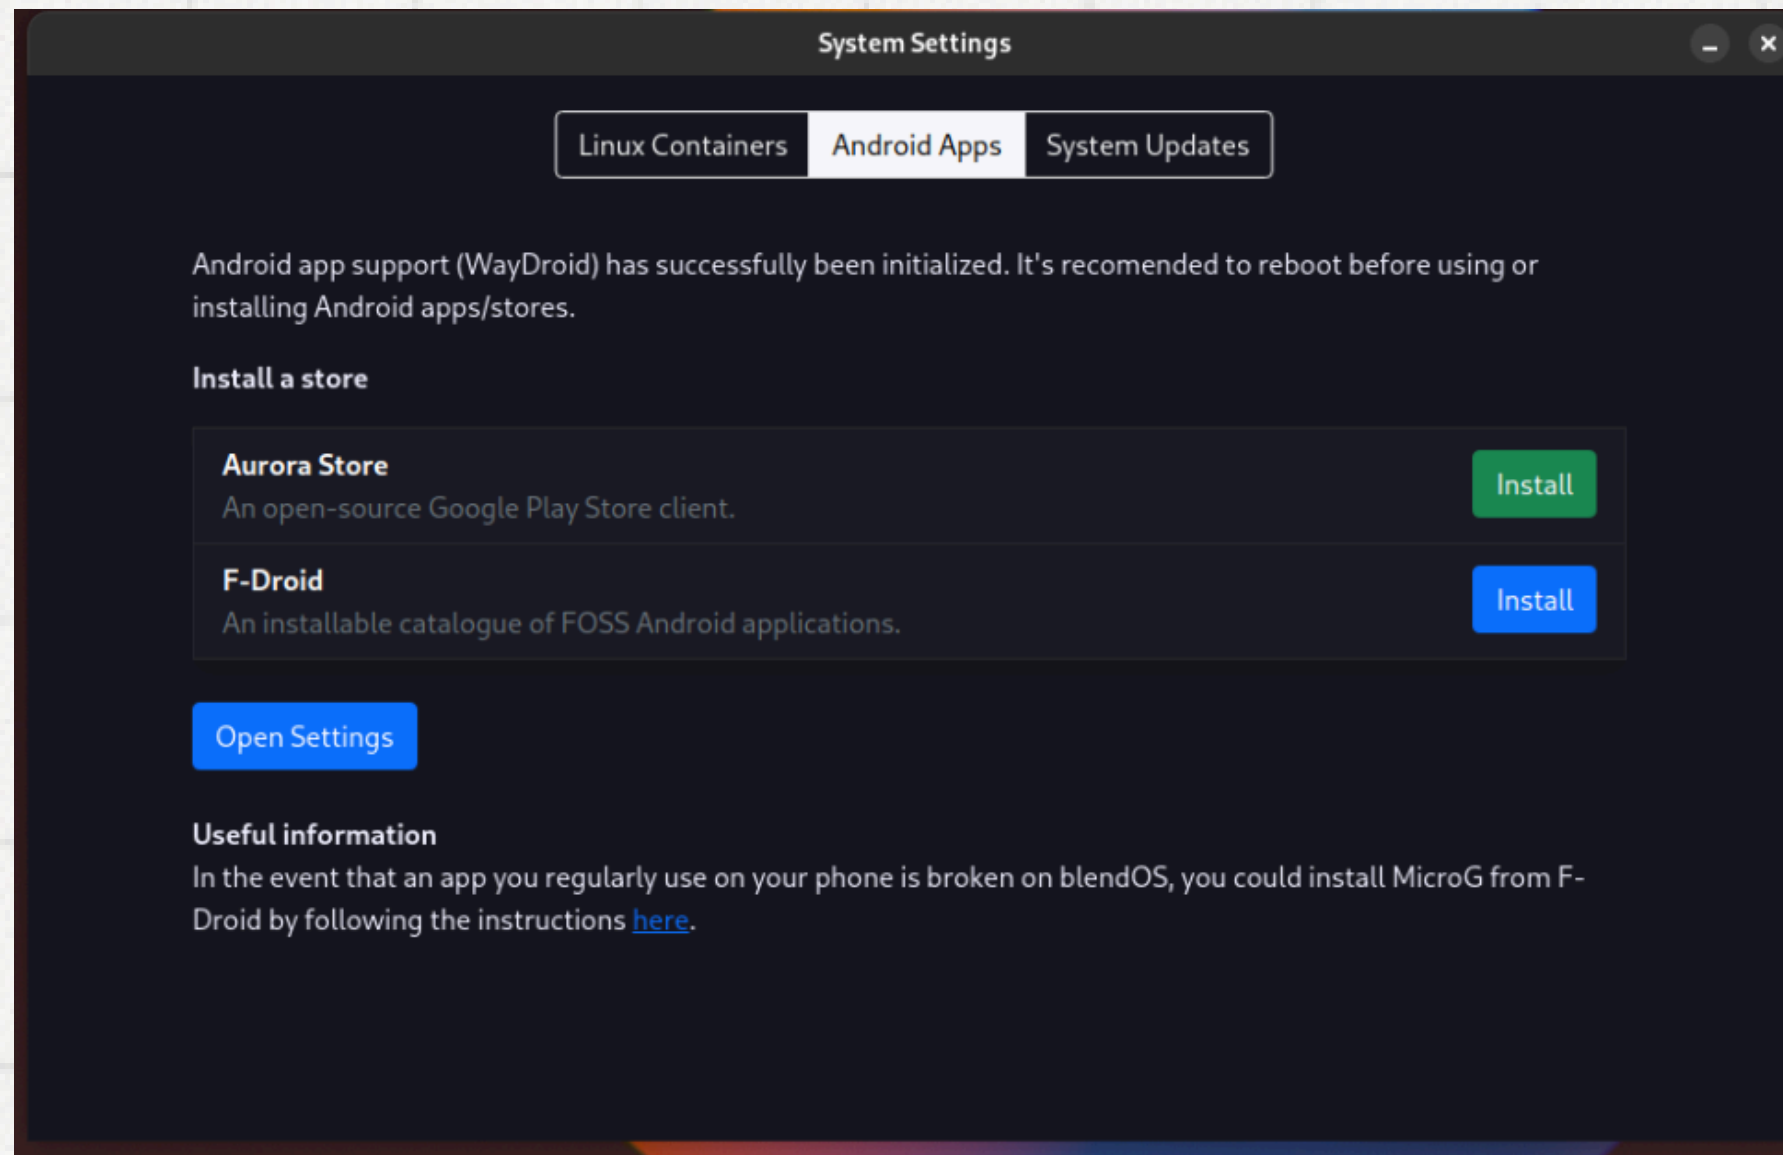 System Settings
Linux Containers
Android Apps
System Updates
Android app support (WayDroid) has successfully been initialized. It's recomended to reboot before using or
installing Android apps/stores.
Install a store
Aurora Store
An open-source Google Play Store client.
Install
F-Droid
An installable catalogue of FOSS Android applications.
Install
Open Settings
Useful information
In the event that an app you regularly use on your phone is broken on blendOS, you could install MicroG from F-
Droid by following the instructions here.